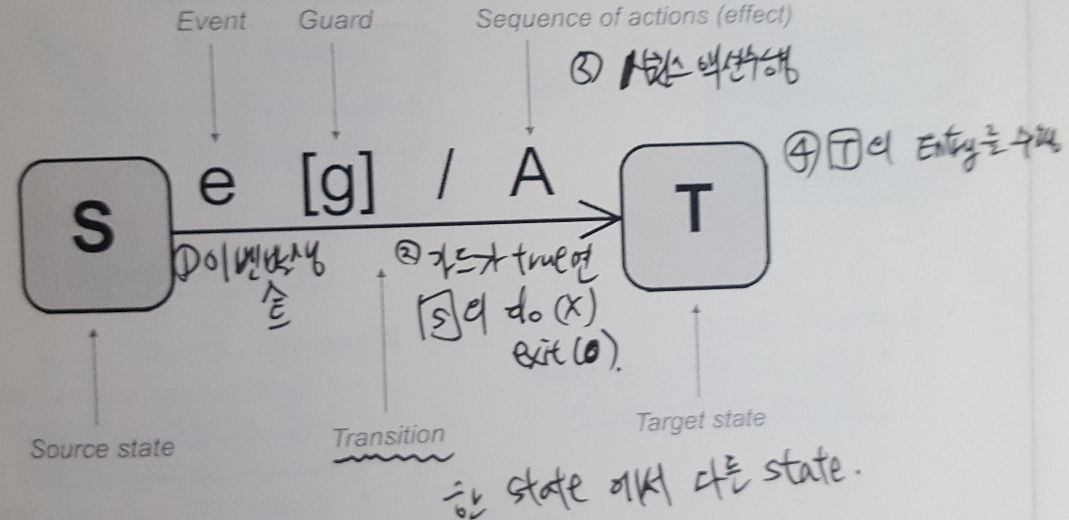 Event Guard Sequence of actions (effect)
③ 시퀀스 액션수행
④ T의 Entry를 수행
S e [g] / A T
①이벤발생
트
② 가드가 true면
S의 do (X)
exit (O).
Source state
Transition
Target state
한 state 에서 다른 state.